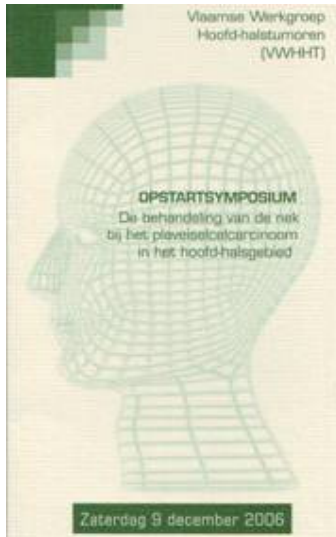 Vlaamse Werkgroep
Hoofd-halstumoren
(VWHHT)
OPSTARTSYMPOSIUM
De behandeling van de nek
bij het plaveiselcelcarcinoom
in het hoofd-halsgebied
Zaterdag 9 december 2006